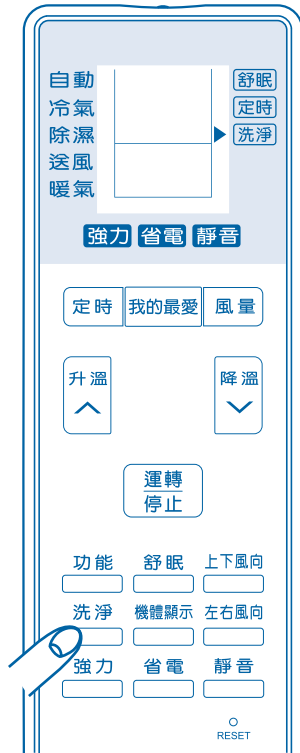 自動
冷氣
除濕
送風
暖氣
舒眠
定時
洗淨
強力 省電 靜音
定時 我的最愛 風量
升溫 降溫
運轉
停止
功能 舒眠 上下風向
洗淨 機體顯示 左右風向
強力 省電 靜音
RESET